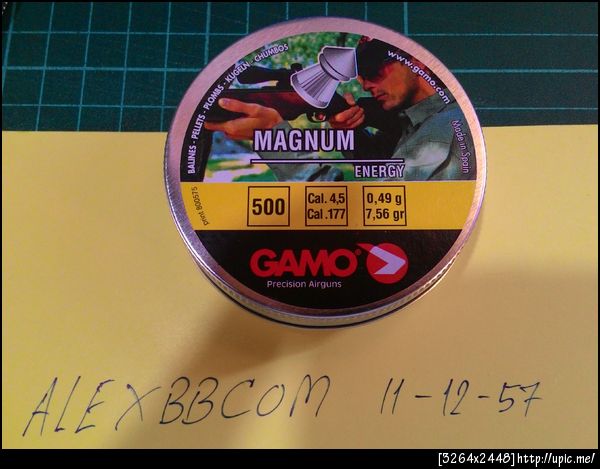 BALINES - PELLETS - PLOMBS - KUGELN - CHUMBOS
www.gamo.com
Made in Spain
MAGNUM
ENERGY
500
Cal. 4,5
Cal .177
0,49 g
7,56 gr
GAMO®
Precision Airguns
ALEXBBCOM 11-12-57
[3264x2448]http://upic.me/